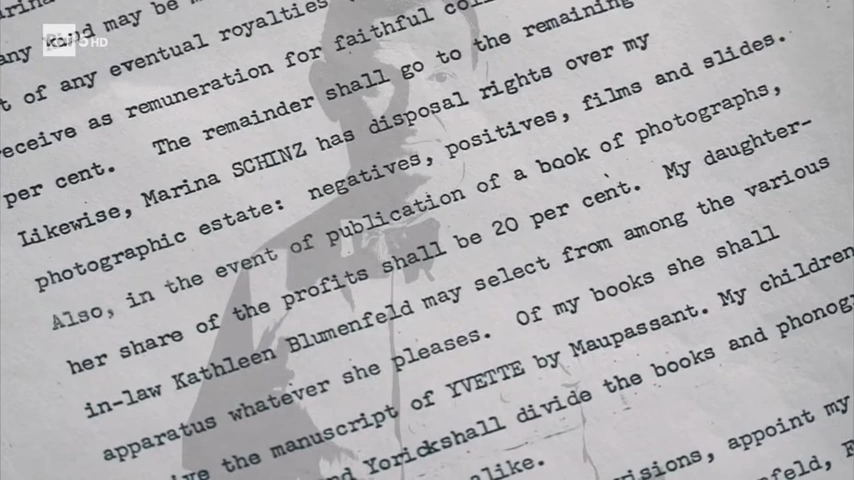 any kind may be
t of any eventual royalties
receive as remuneration for faithful
per cent. The remainder shall go to the remaining
Likewise, Marina SCHINZ has disposal rights over my
photographic estate: negatives, positives, films and slides.
Also, in the event of publication of a book of photographs,
her share of the profits shall be 20 per cent. My daughter-
in-law Kathleen Blumenfeld may select from among the various
apparatus whatever she pleases. Of my books she shall
the manuscript of YVETTE by Maupassant. My children
Yorickshall divide the books and
alike.
appoint my
Rai 5 HD